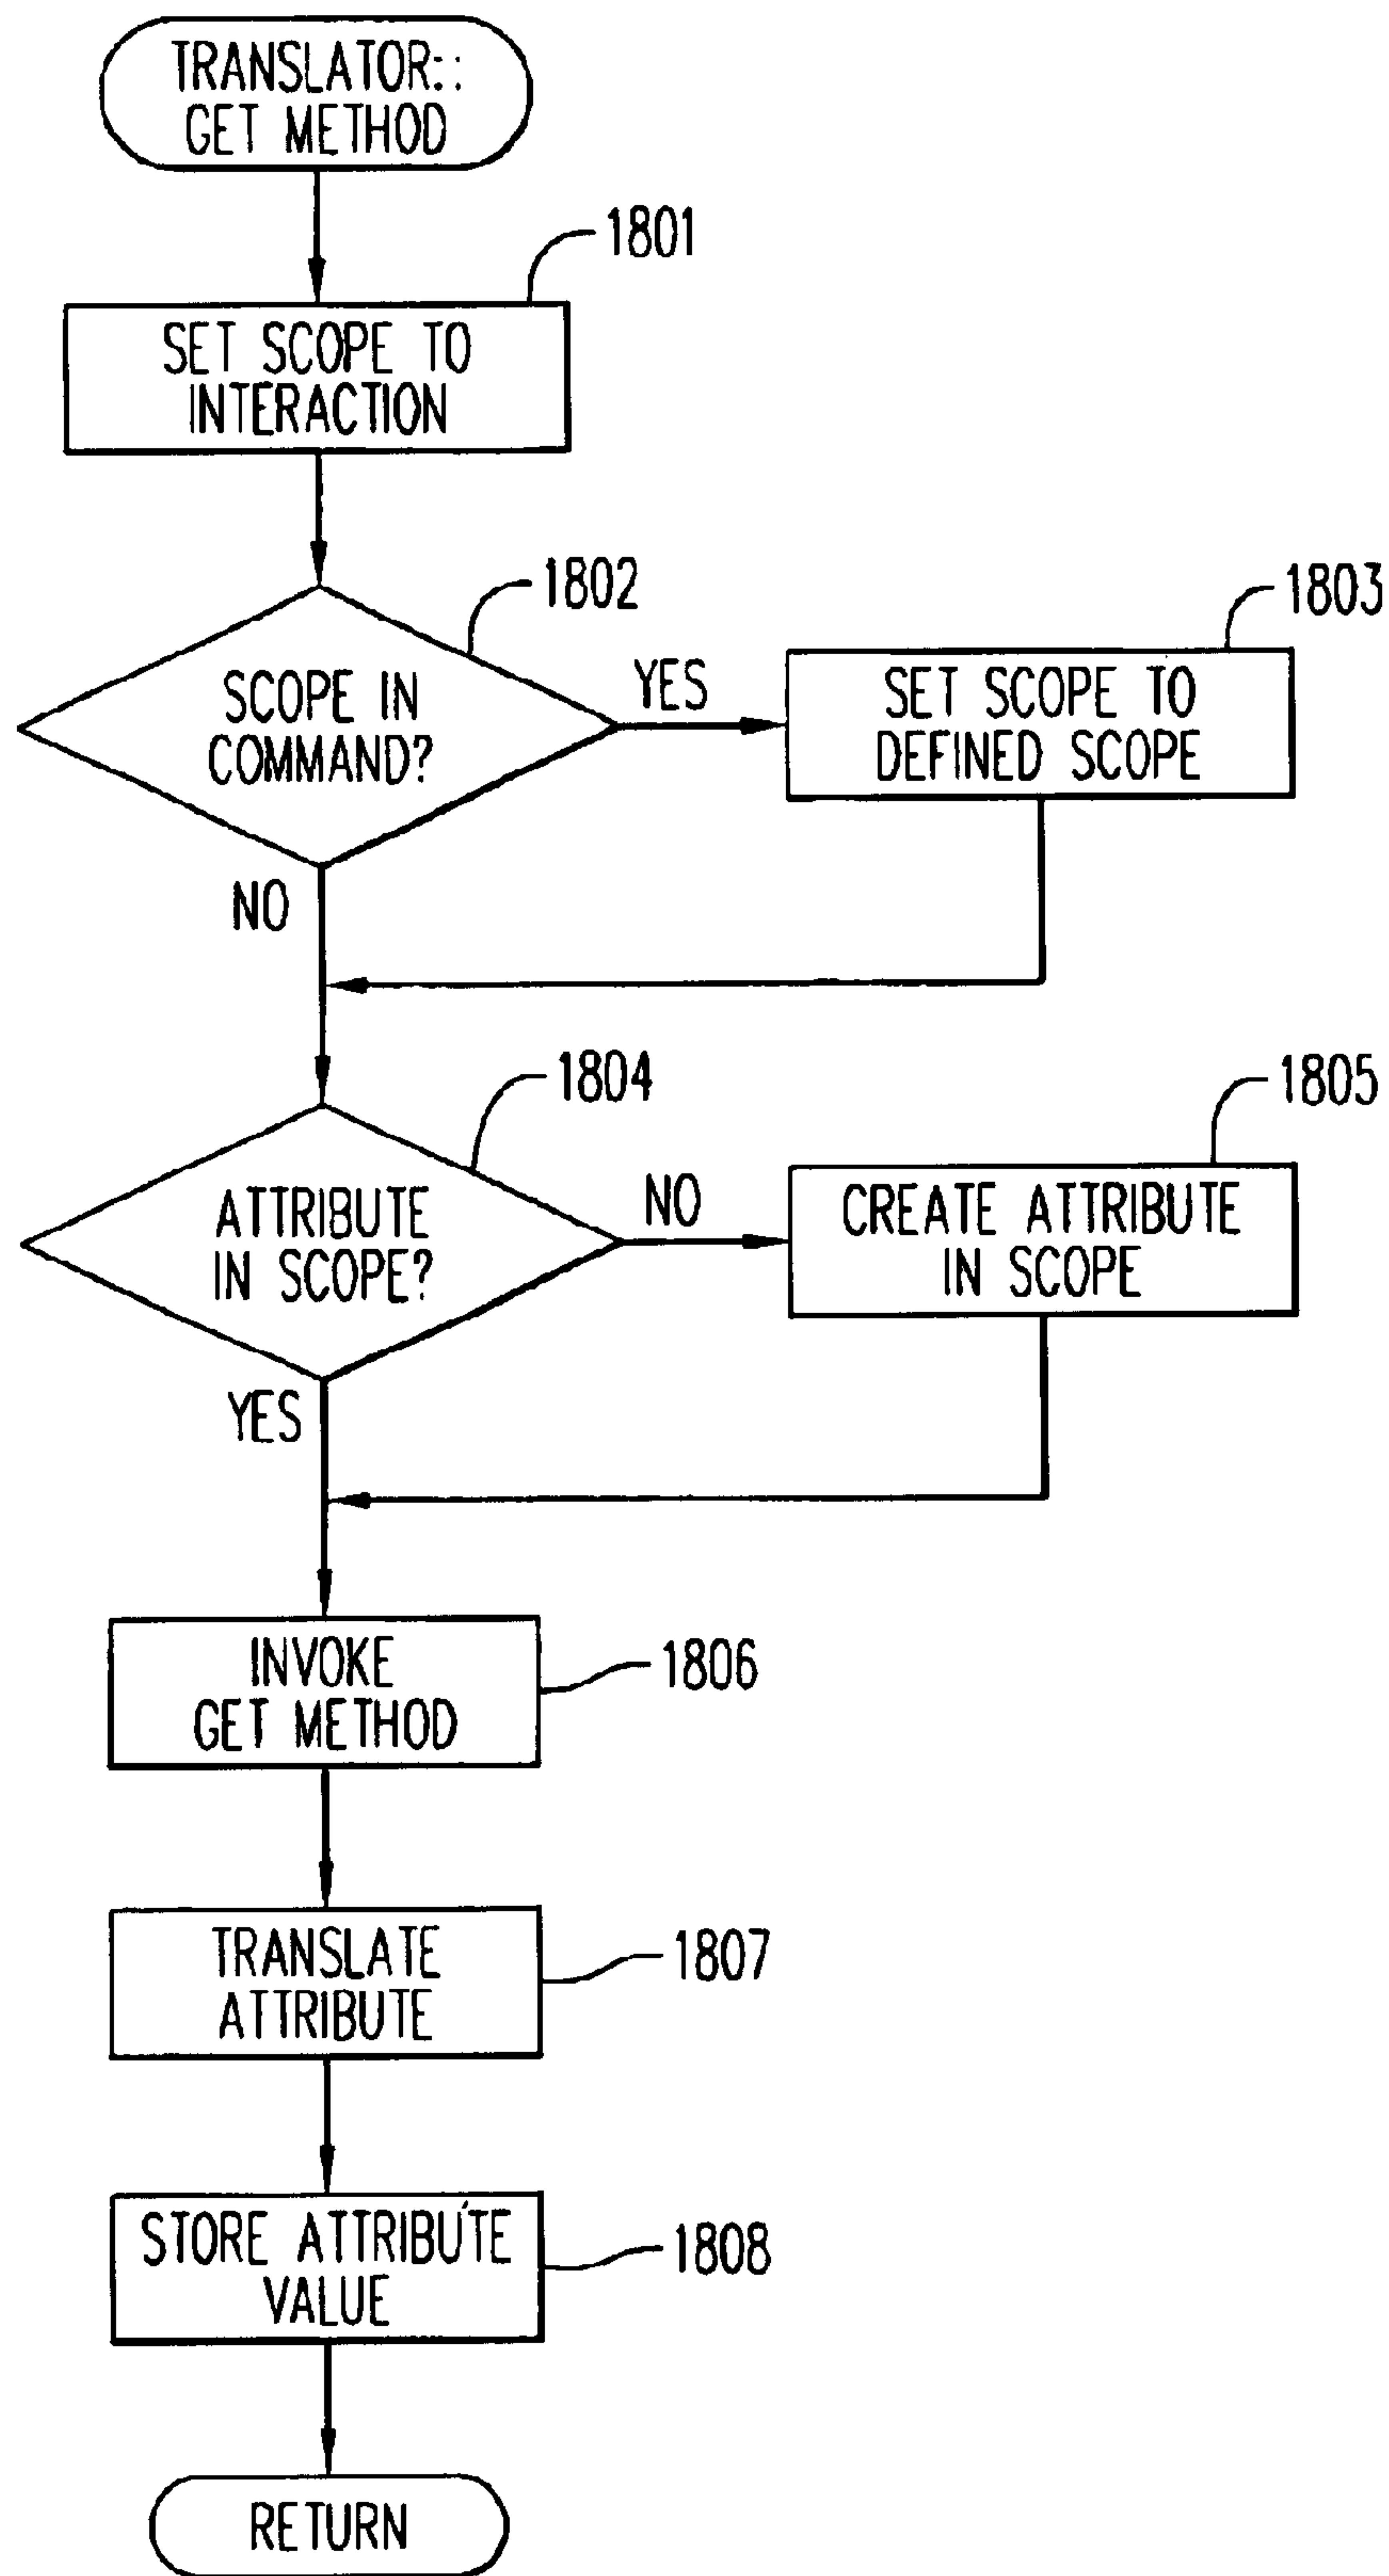 TRANSLATOR::
GET METHOD
1801
SET SCOPE TO
INTERACTION
1802
SCOPE IN
COMMAND?
YES
1803
SET SCOPE TO
DEFINED SCOPE
NO
1804
ATTRIBUTE
IN SCOPE?
NO
1805
CREATE ATTRIBUTE
IN SCOPE
YES
INVOKE
GET METHOD
1806
TRANSLATE
ATTRIBUTE
1807
STORE ATTRIBUTE
VALUE
1808
RETURN